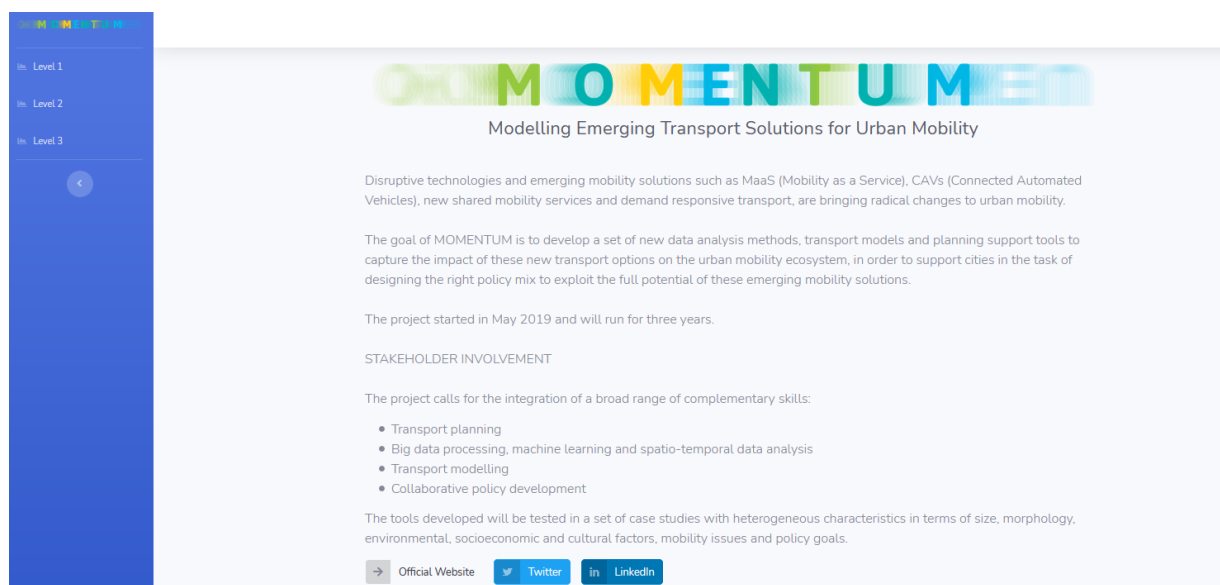 MOMENTUM
Level 1
Level 2
Level 3
MOMENTUM
Modelling Emerging Transport Solutions for Urban Mobility
Disruptive technologies and emerging mobility solutions such as MaaS (Mobility as a Service), CAVs (Connected Automated
Vehicles), new shared mobility services and demand responsive transport, are bringing radical changes to urban mobility.
The goal of MOMENTUM is to develop a set of new data analysis methods, transport models and planning support tools to
capture the impact of these new transport options on the urban mobility ecosystem, in order to support cities in the task of
designing the right policy mix to exploit the full potential of these emerging mobility solutions.
The project started in May 2019 and will run for three years.
STAKEHOLDER INVOLVEMENT
The project calls for the integration of a broad range of complementary skills:
Transport planning
Big data processing, machine learning and spatio-temporal data analysis
Transport modelling
Collaborative policy development
The tools developed will be tested in a set of case studies with heterogeneous characteristics in terms of size, morphology,
environmental, socioeconomic and cultural factors, mobility issues and policy goals.
Official Website Twitter in LinkedIn